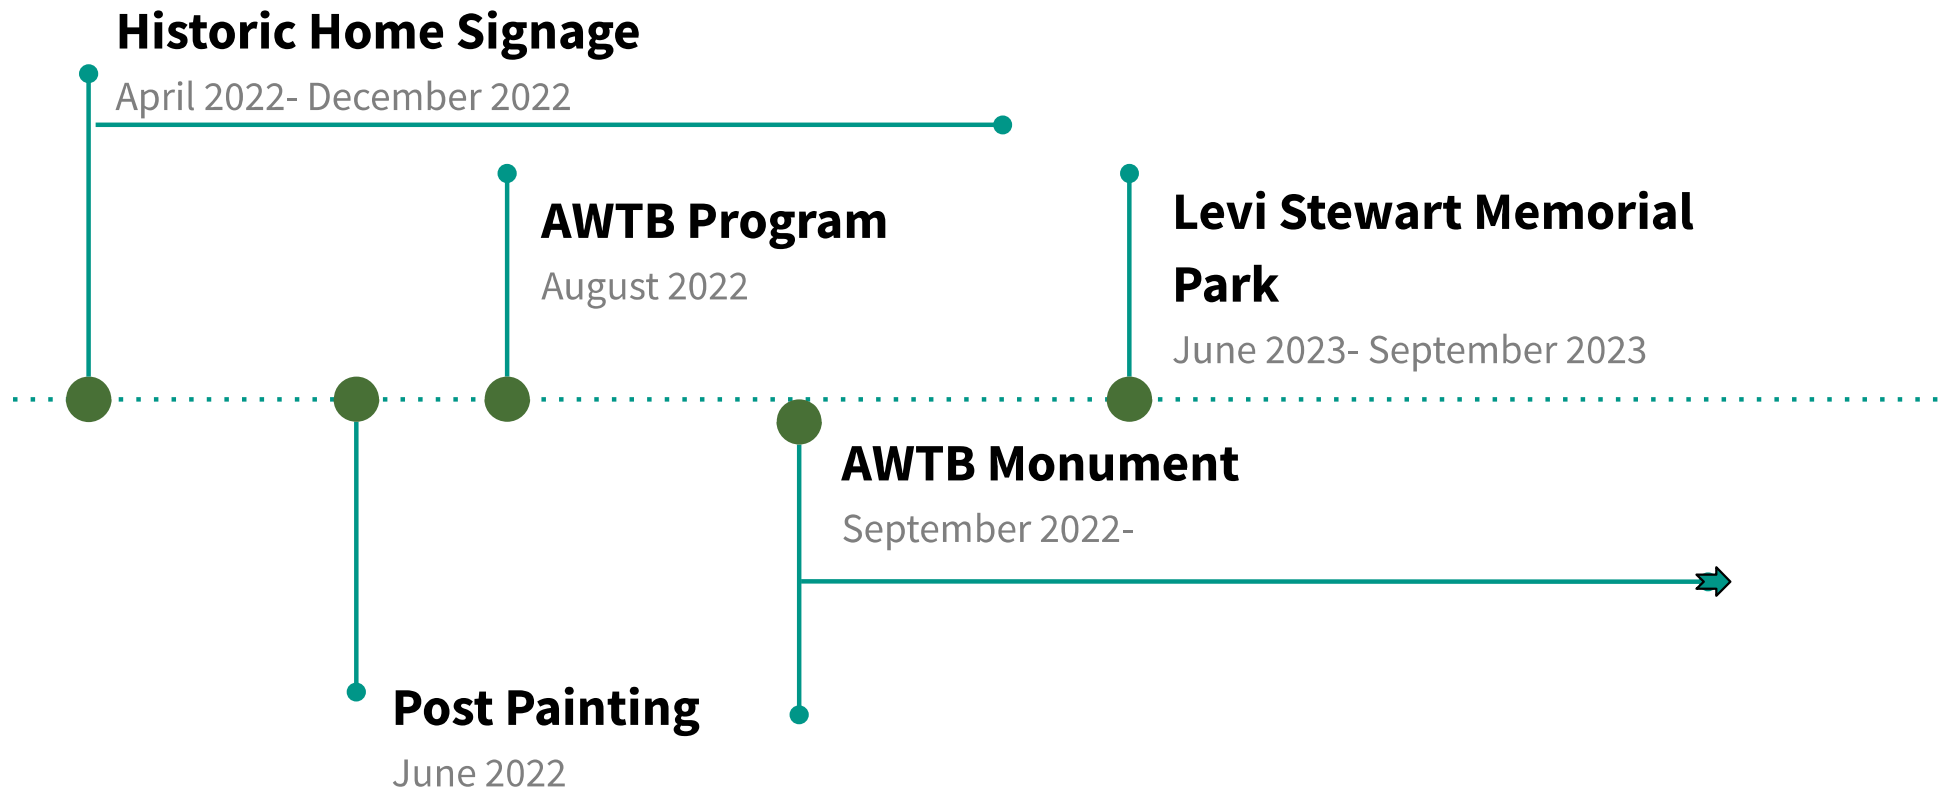 Historic Home Signage
April 2022- December 2022
AWTB Program
August 2022
Levi Stewart Memorial
Park
June 2023- September 2023
AWTB Monument
September 2022-
Post Painting
June 2022